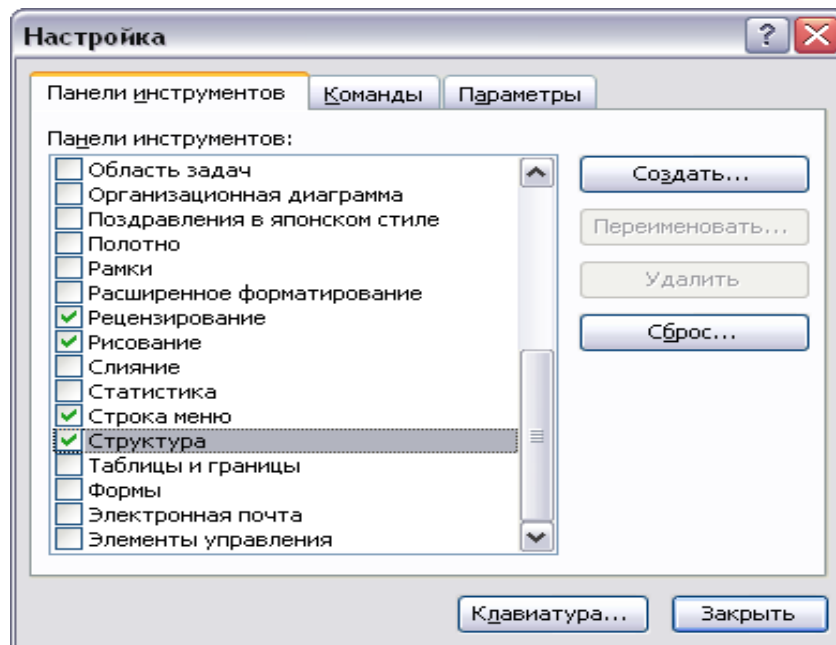 Настройка
Панели инструментов
Команды
Параметры
Панели инструментов:
Область задач
Организационная диаграмма
Поздравления в японском стиле
Полотно
Рамки
Расширенное форматирование
Рецензирование
Рисование
Слияние
Статистика
Строка меню
Структура
Таблицы и границы
Формы
Электронная почта
Элементы управления
Создать...
Переименовать...
Удалить
Сброс...
Клавиатура...
Закрыть